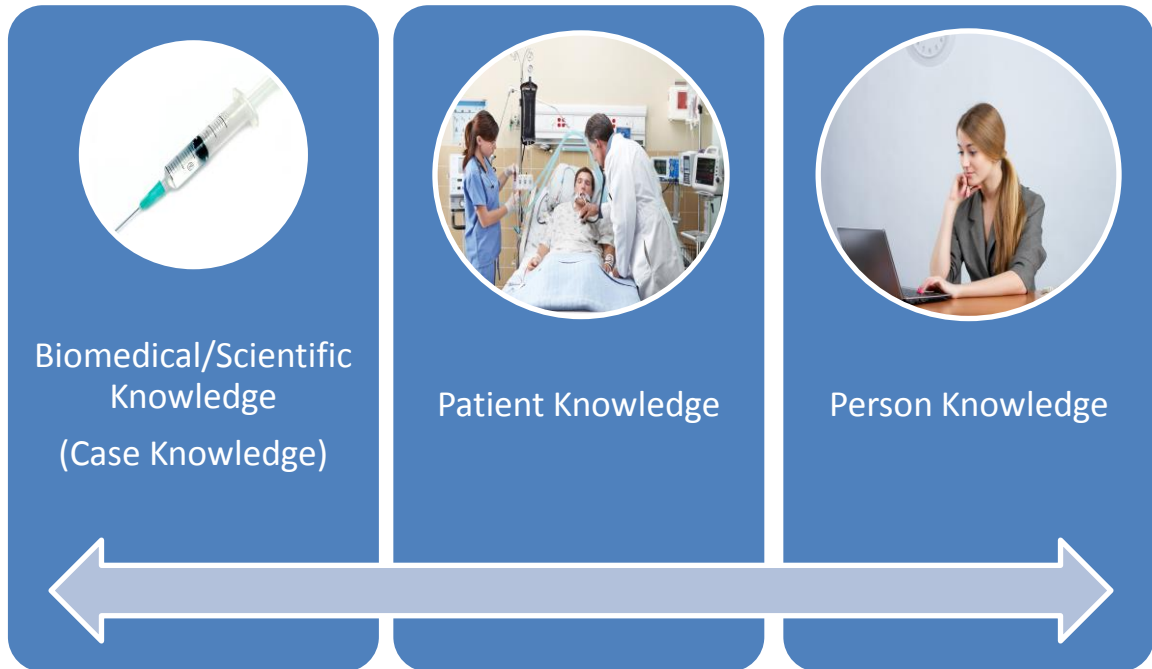 Biomedical/Scientific
Knowledge
(Case Knowledge)
Patient Knowledge
Person Knowledge